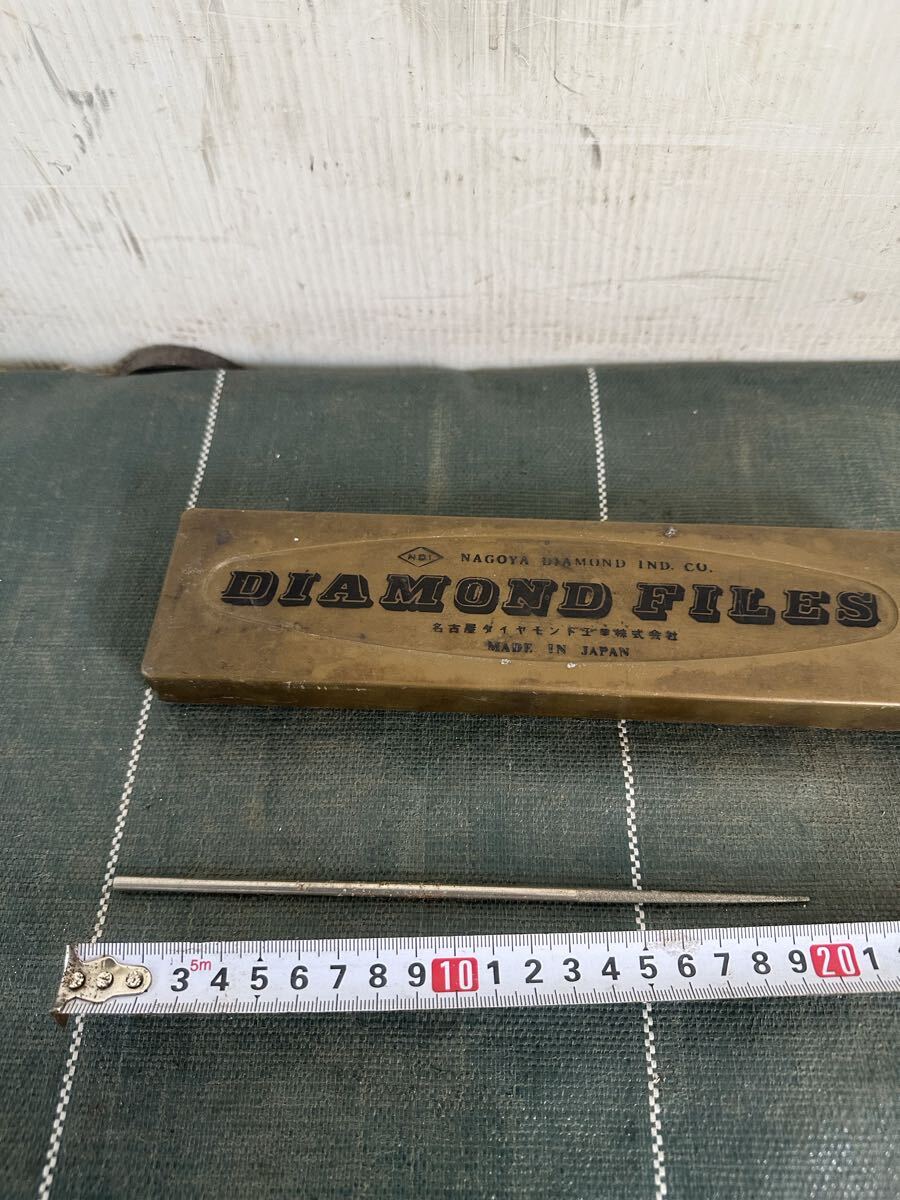 NDI
NAGOYA DIAMOND IND. CO.
DIAMOND FILES
名古屋ダイヤモンド工業株式会社
MADE IN JAPAN
3 5m 4 5 6 7 8 9 10 1 2 3 4 5 6 7 8 9 20 1